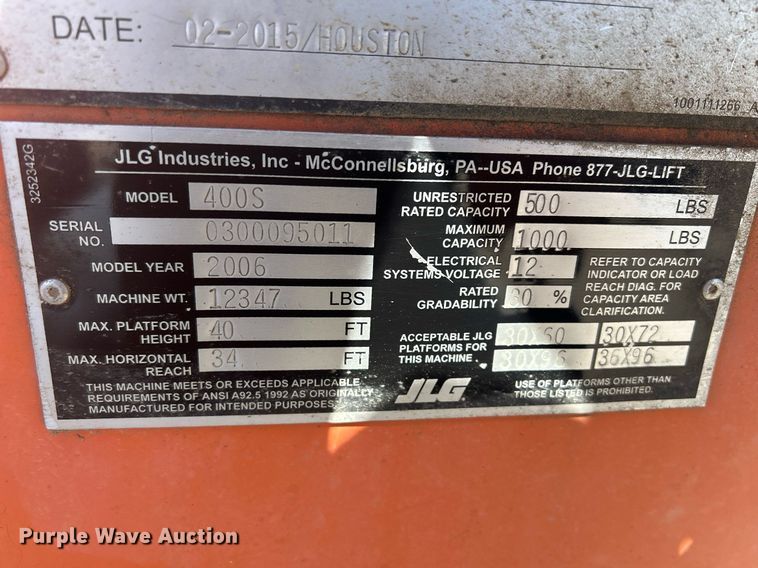 DATE: 02-2015/HOUSTON
1001111266 A
3252342G
JLG Industries, Inc - McConnellsburg, PA--USA Phone 877-JLG-LIFT
MODEL 400S
SERIAL NO. 0300095011
MODEL YEAR 2006
MACHINE WT. 12347 LBS
MAX. PLATFORM HEIGHT 40 FT
MAX. HORIZONTAL REACH 34 FT
THIS MACHINE MEETS OR EXCEEDS APPLICABLE
REQUIREMENTS OF ANSI A92.5 1992 AS ORIGINALLY
MANUFACTURED FOR INTENDED PURPOSES
UNRESTRICTED RATED CAPACITY 500 LBS
MAXIMUM CAPACITY 1000 LBS
ELECTRICAL SYSTEMS VOLTAGE 12
RATED GRADABILITY 30 %
REFER TO CAPACITY
INDICATOR OR LOAD
REACH DIAG. FOR
CAPACITY AREA
CLARIFICATION.
ACCEPTABLE JLG 30X60 30X72
PLATFORMS FOR
THIS MACHINE 30X96 36X96
JLG
USE OF PLATFORMS OTHER THAN
THOSE LISTED IS PROHIBITED.
Purple Wave Auction